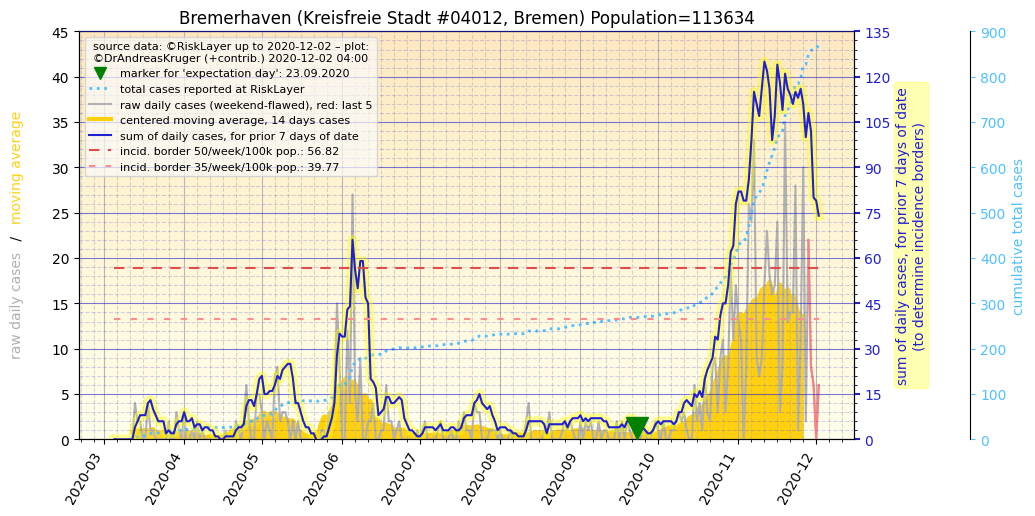 Bremerhaven (Kreisfreie Stadt #04012, Bremen) Population=113634
source data: ©RiskLayer up to 2020-12-02 – plot:
©DrAndreasKruger (+contrib.) 2020-12-02 04:00
marker for 'expectation day': 23.09.2020
total cases reported at RiskLayer
raw daily cases (weekend-flawed), red: last 5
centered moving average, 14 days cases
sum of daily cases, for prior 7 days of date
incid. border 50/week/100k pop.: 56.82
incid. border 35/week/100k pop.: 39.77
raw daily cases / moving average
45
40
35
30
25
20
15
10
5
0
2020-03
2020-04
2020-05
2020-06
2020-07
2020-08
2020-09
2020-10
2020-11
2020-12
135
120
105
90
75
60
45
30
15
0
sum of daily cases, for prior 7 days of date
(to determine incidence borders)
900
800
700
600
500
400
300
200
100
0
cumulative total cases